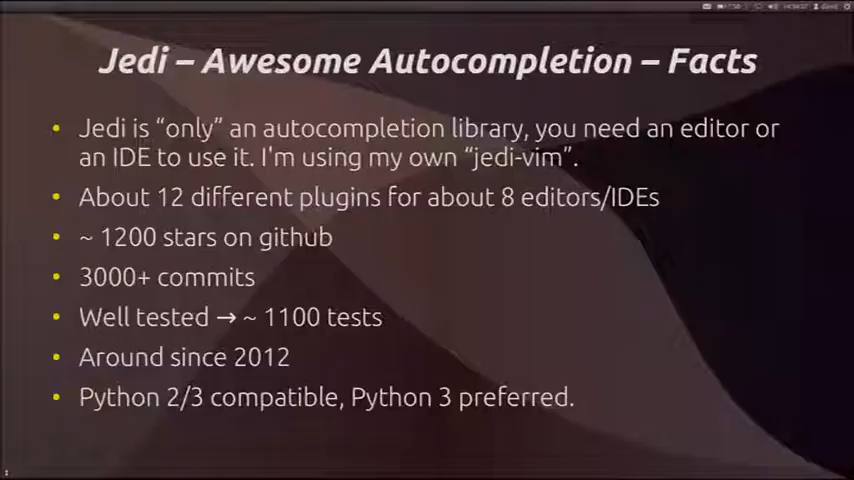 Jedi – Awesome Autocompletion – Facts
• Jedi is “only” an autocompletion library, you need an editor or
an IDE to use it. I'm using my own “jedi-vim”.
• About 12 different plugins for about 8 editors/IDEs
• ~ 1200 stars on github
• 3000+ commits
• Well tested → ~ 1100 tests
• Around since 2012
• Python 2/3 compatible, Python 3 preferred.